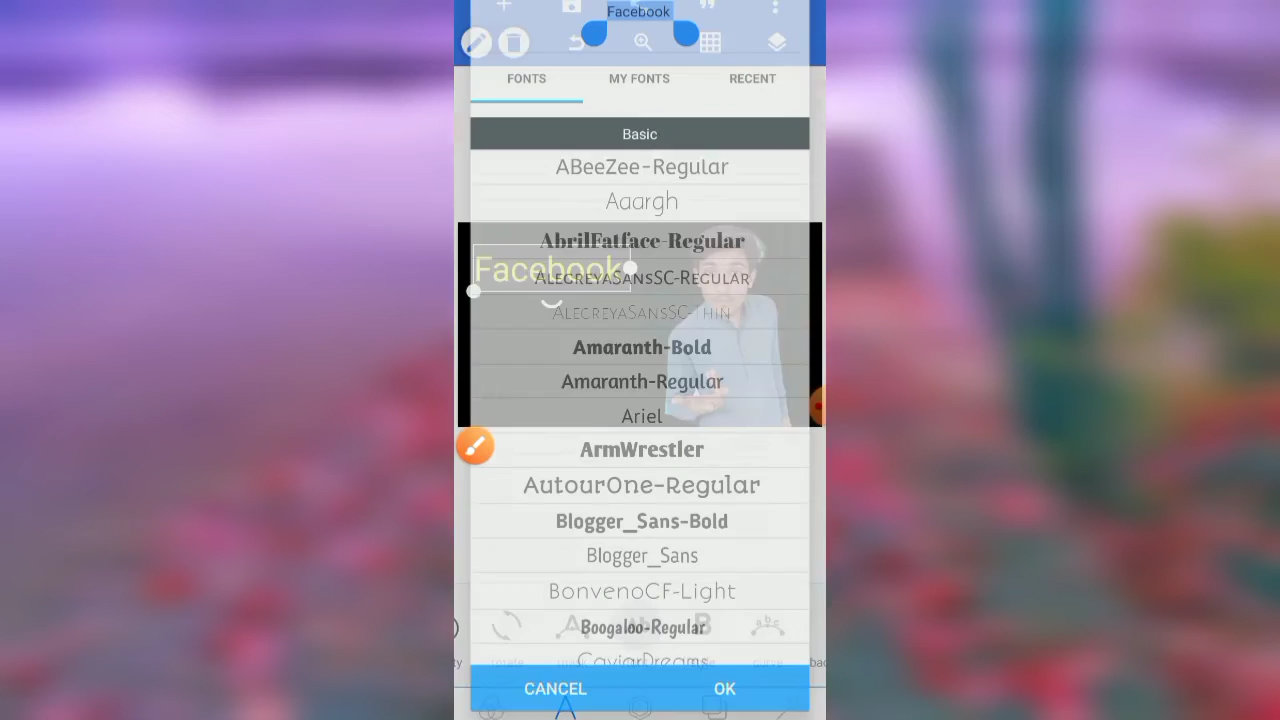 Facebook
FONTS MY FONTS RECENT
Basic
ABeeZee-Regular
Aaargh
AbrilFatface-Regular
Facebook
AlegreyaSansSC-Regular
AlegreyaSansSC-Thin
Amaranth-Bold
Amaranth-Regular
Ariel
ArmWrestler
AutourOne-Regular
Blogger_Sans-Bold
Blogger_Sans
BonvenoCF-Light
Boogaloo-Regular
CaviarDreams
CANCEL OK